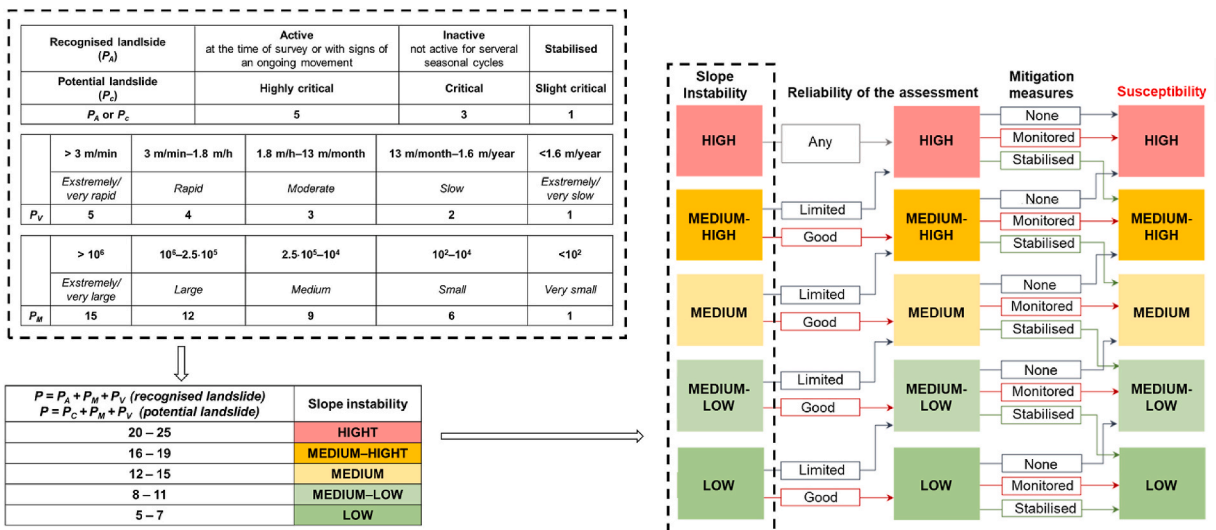 Recognised landlside
(PA)
Active
at the time of survey or with signs of
an ongoing movement
Inactive
not active for serveral
seasonal cycles
Stabilised
Potential landslide
(Pc)
Highly critical
Critical
Slight critical
PA or Pc
5
3
1
> 3 m/min
3 m/min–1.8 m/h
1.8 m/h–13 m/month
13 m/month–1.6 m/year
<1.6 m/year
Exstremely/
very rapid
Rapid
Moderate
Slow
Exstremely/
very slow
PV
5
4
3
2
1
> 10⁶
10⁶–2.5·10⁵
2.5·10⁵–10⁴
10²–10⁴
<10²
Exstremely/
very large
Large
Medium
Small
Very small
PM
15
12
9
6
1
P = PA + PM + PV (recognised landslide)
P = PC + PM + PV (potential landslide)
Slope instability
20 – 25
HIGHT
16 – 19
MEDIUM–HIGHT
12 – 15
MEDIUM
8 – 11
MEDIUM–LOW
5 – 7
LOW
Slope
Instability
Reliability of the assessment
Mitigation
measures
Susceptibility
HIGH
Any
HIGH
None
Monitored
Stabilised
HIGH
MEDIUM-
HIGH
Limited
Good
MEDIUM-
HIGH
None
Monitored
Stabilised
MEDIUM-
HIGH
MEDIUM
Limited
Good
MEDIUM
None
Monitored
Stabilised
MEDIUM
MEDIUM-
LOW
Limited
Good
MEDIUM-
LOW
None
Monitored
Stabilised
MEDIUM-
LOW
LOW
Limited
Good
LOW
None
Monitored
Stabilised
LOW